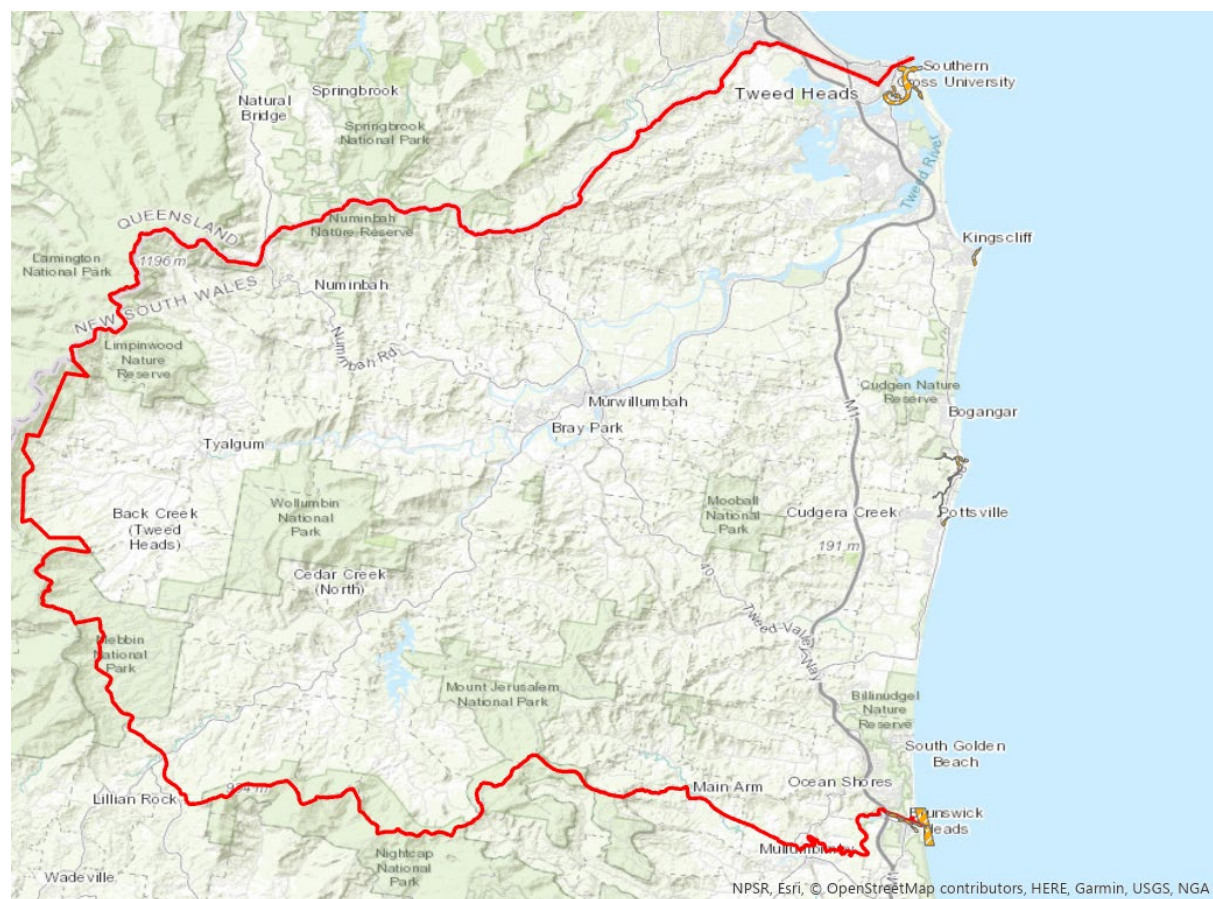 Springbrook
Natural
Bridge
Springbrook
National Park
Southern
Cross University
Tweed Heads
Tweed River
QUEENSLAND
Numinbah
Nature Reserve
Kingscliff
Lamington
National Park
1196 m
Numinbah
NEW SOUTH WALES
Limpinwood
Nature
Reserve
Numinbah Rd
Murwillumbah
Bray Park
Cudgen Nature
Reserve
Bogangar
M1
Tyalgum
Wollumbin
National
Park
Back Creek
(Tweed
Heads)
Mooball
National
Park
Cudgera Creek
Pottsville
191 m
40
Cedar Creek
(North)
Tweed Valley Way
Mebbin
National
Park
Mount Jerusalem
National Park
Billinudgel
Nature
Reserve
South Golden
Beach
Main Arm
Ocean Shores
Lillian Rock
Brunswick
Heads
Nightcap
National
Park
Wadeville
NPSR, Esri, © OpenStreetMap contributors, HERE, Garmin, USGS, NGA